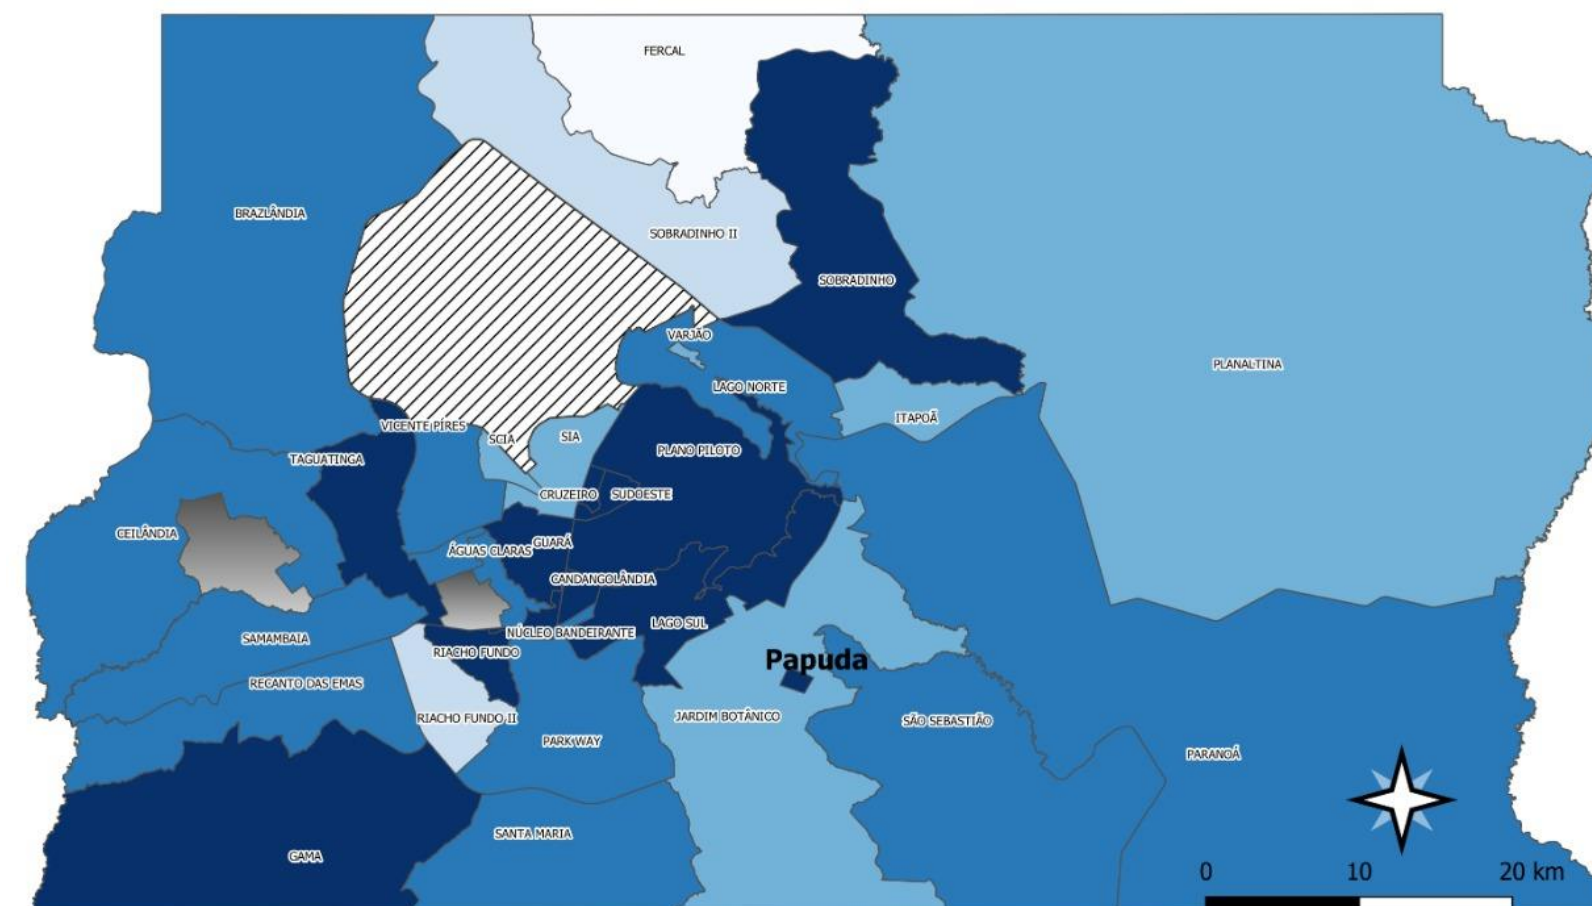 FERCAL
BRAZLÂNDIA
SOBRADINHO II
SOBRADINHO
VARJÃO
PLANALTINA
LAGO NORTE
ITAPOÃ
VICENTE PIRES
SCIA
SIA
PLANO PILOTO
TAGUATINGA
CRUZEIRO
SUDOESTE
CEILÂNDIA
ÁGUAS CLARAS
GUARÁ
CANDANGOLÂNDIA
SAMAMBAIA
NÚCLEO BANDEIRANTE
LAGO SUL
RIACHO FUNDO
Papuda
RECANTO DAS EMAS
RIACHO FUNDO II
JARDIM BOTÂNICO
SÃO SEBASTIÃO
PARK WAY
PARANOÁ
SANTA MARIA
GAMA
0 10 20 km